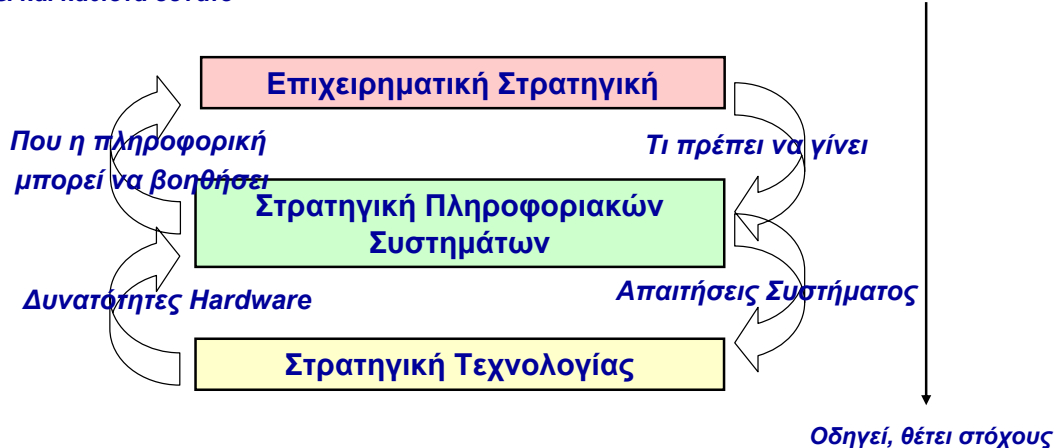 Επιχειρηματική Στρατηγική
Που η πληροφορική
μπορεί να βοηθήσει
Τι πρέπει να γίνει
Στρατηγική Πληροφοριακών
Συστημάτων
Δυνατότητες Hardware
Απαιτήσεις Συστήματος
Στρατηγική Τεχνολογίας
Οδηγεί, θέτει στόχους